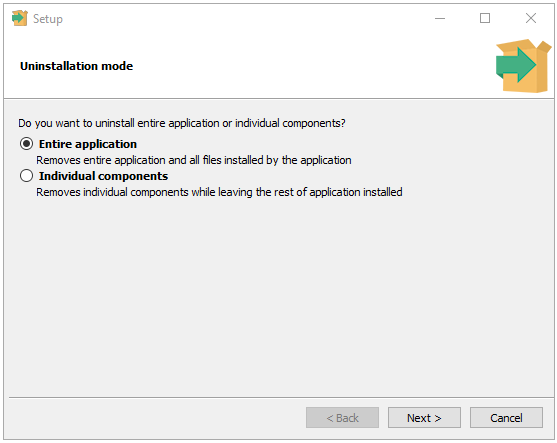 Setup
Uninstallation mode
Do you want to uninstall entire application or individual components?
Entire application
Removes entire application and all files installed by the application
Individual components
Removes individual components while leaving the rest of application installed
< Back
Next >
Cancel